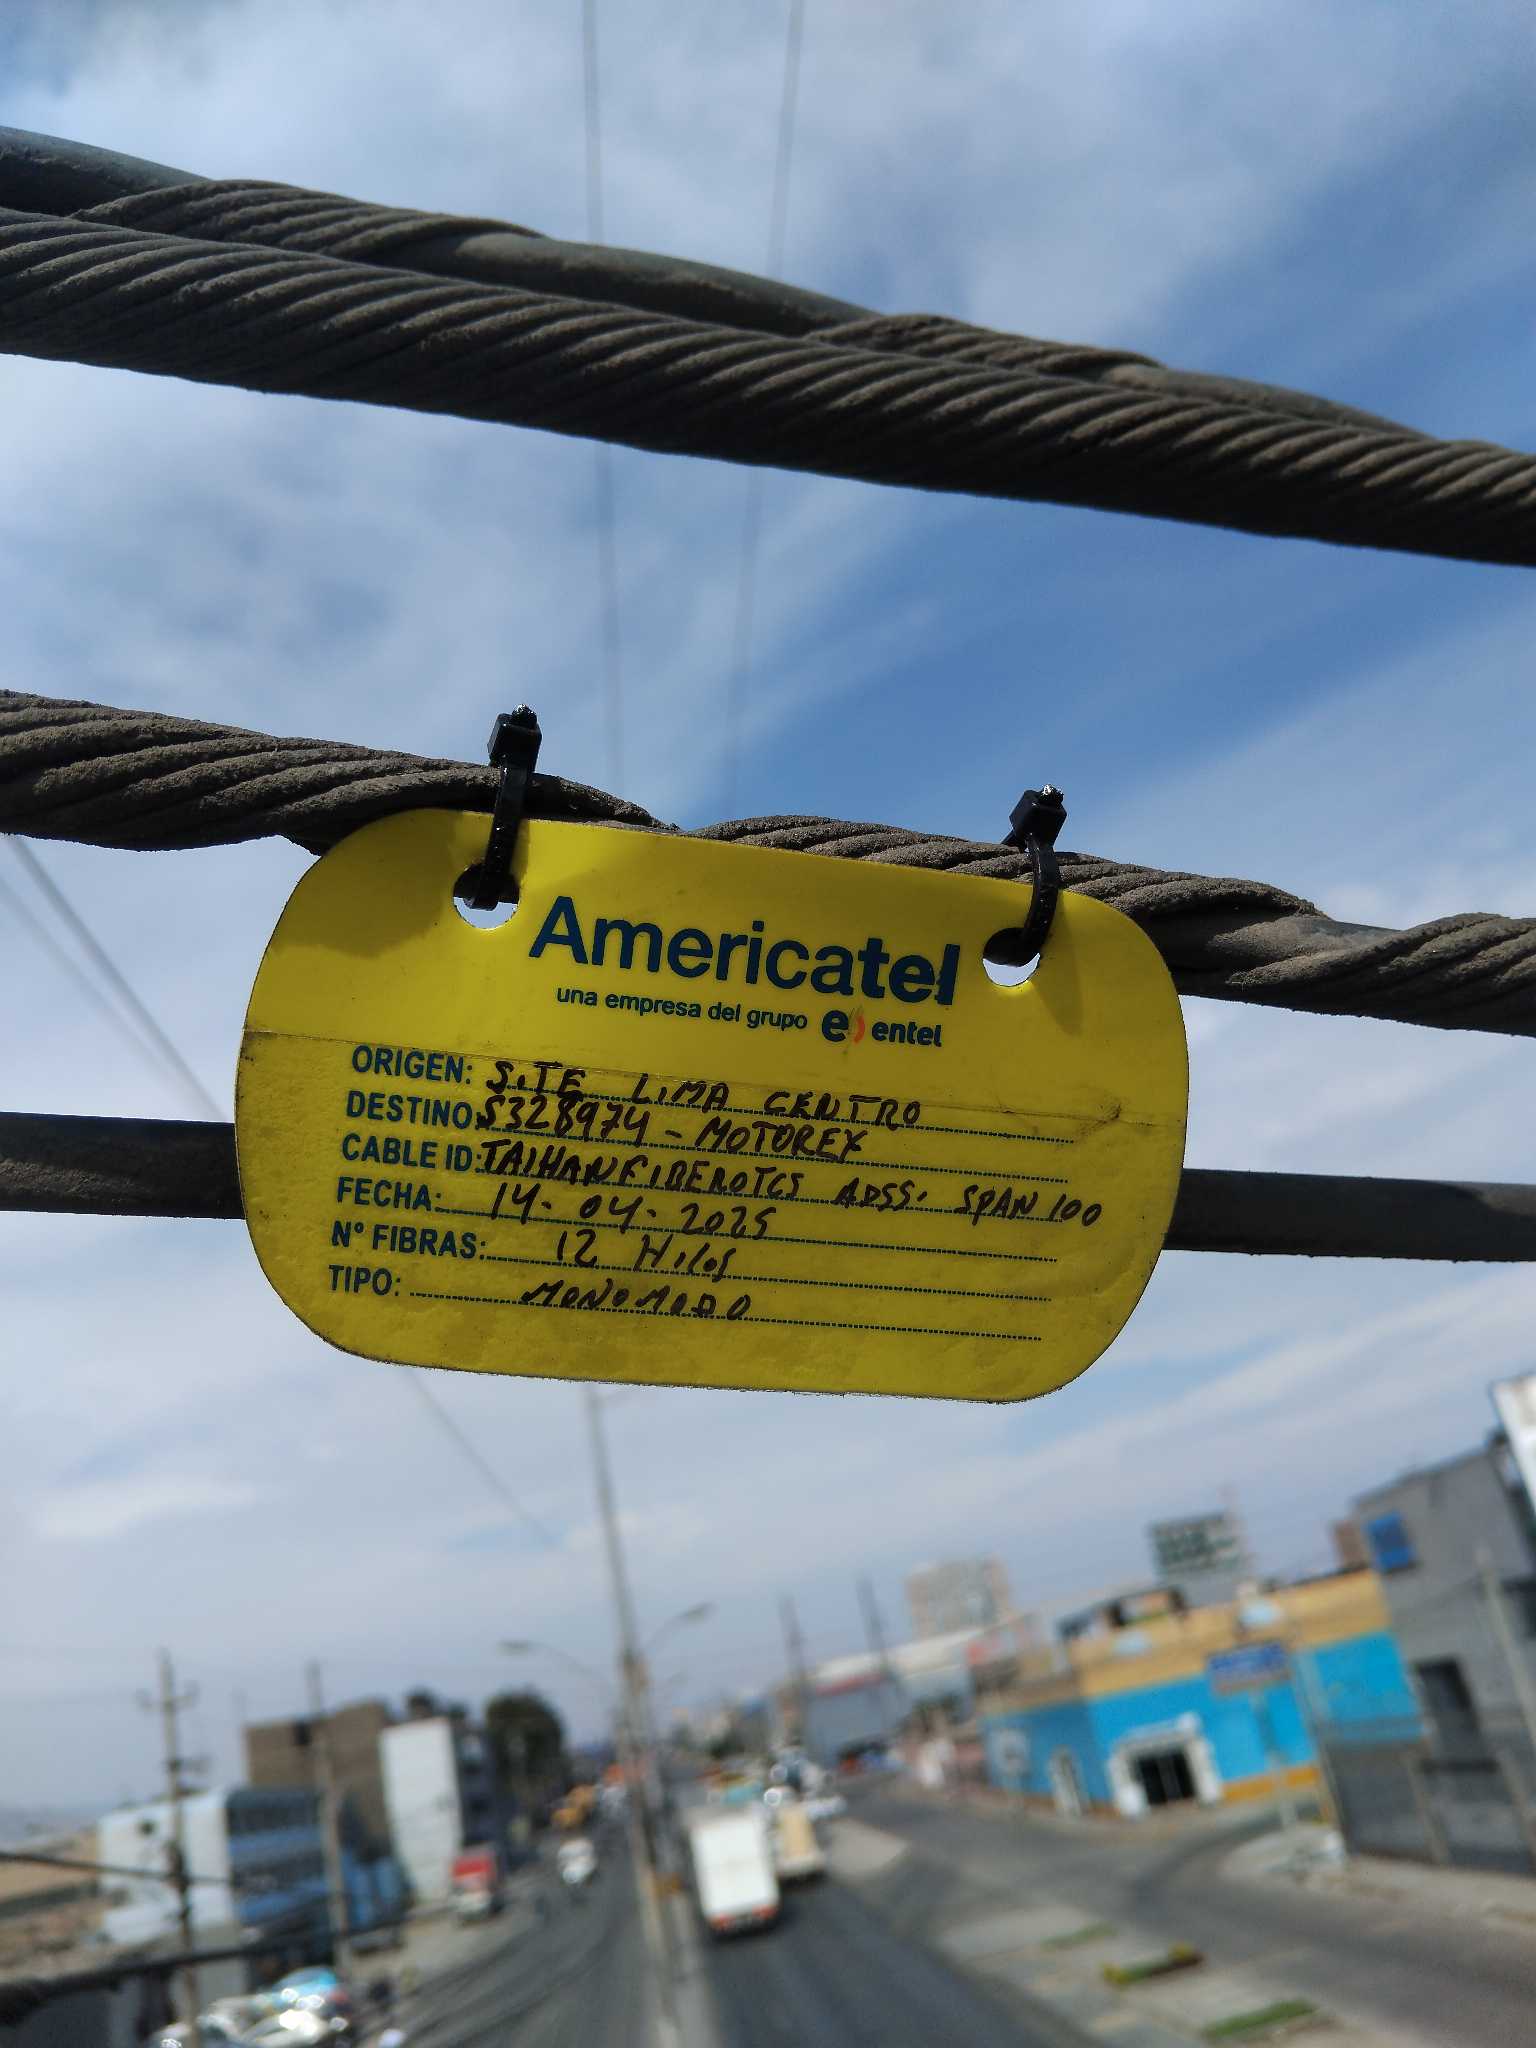 Americatel
una empresa del grupo entel
ORIGEN: SITE LIMA CENTRO
DESTINO: S328974 - MOTOREX
CABLE ID: TAIHANFIBEROTCS ADSS. SPAN 100
FECHA: 14. 04. 2025
N° FIBRAS: 12 Hilos
TIPO: MONOMODO